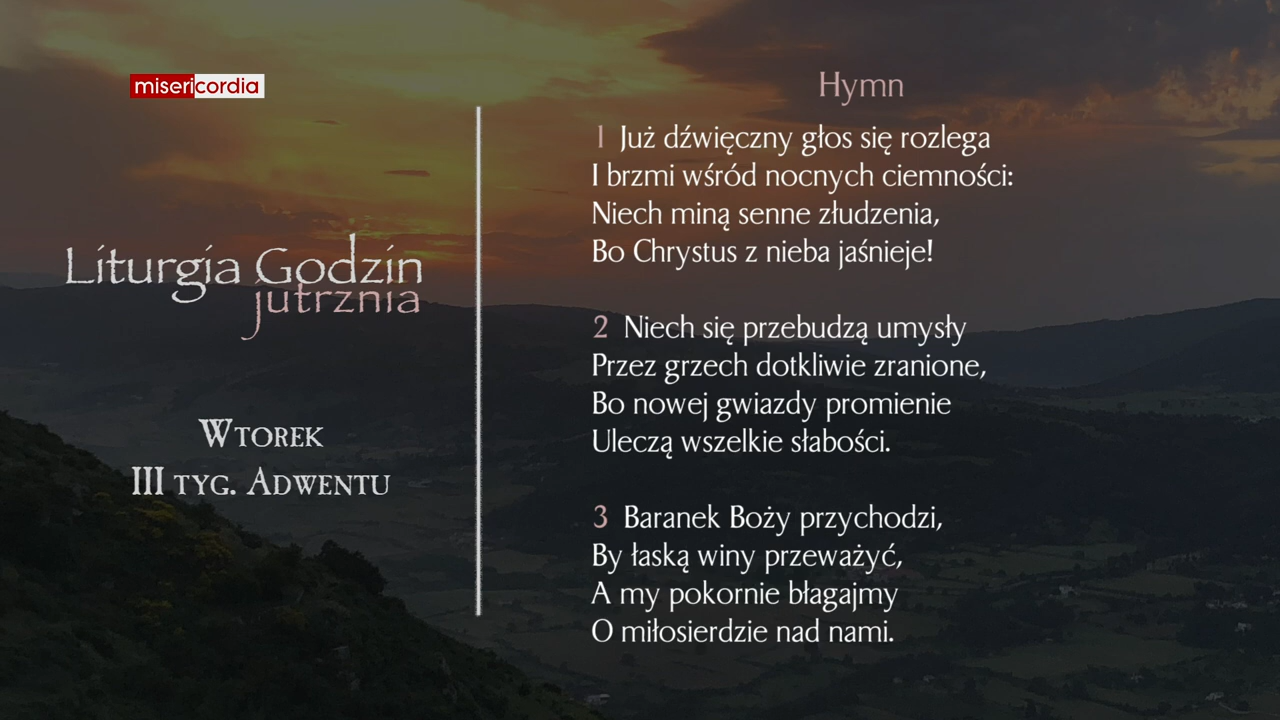 misericordia
Liturgia Godzin
jutrznia
Wtorek
III tyg. Adwentu
Hymn
1 Już dźwięczny głos się rozlega
I brzmi wśród nocnych ciemności:
Niech miną senne złudzenia,
Bo Chrystus z nieba jaśnieje!
2 Niech się przebudzą umysły
Przez grzech dotkliwie zranione,
Bo nowej gwiazdy promienie
Uleczą wszelkie słabości.
3 Baranek Boży przychodzi,
By łaską winy przeważyć,
A my pokornie błagajmy
O miłosierdzie nad nami.